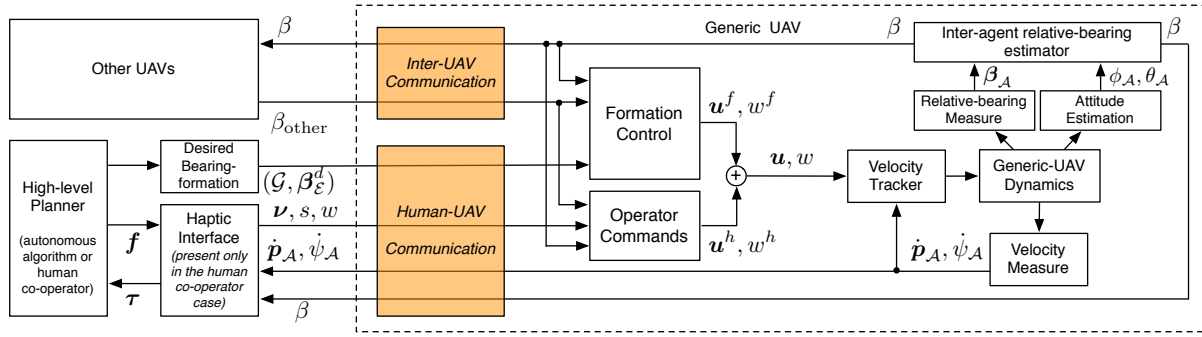 β
Generic UAV
β
β
Other UAVs
Inter-UAV
Communication
Inter-agent relative-bearing
estimator
β_𝒜
ϕ_𝒜, θ_𝒜
Relative-bearing
Measure
Attitude
Estimation
β_other
Formation
Control
u^f, w^f
High-level
Planner
(autonomous
algorithm or
human
co-operator)
Desired
Bearing-
formation
(𝒢, β_ℰ^d)
ν, s, w
Human-UAV
Communication
+
u, w
Velocity
Tracker
Generic-UAV
Dynamics
f
τ
Haptic
Interface
(present only
in the human
co-operator
case)
ṗ_𝒜, ψ̇_𝒜
Operator
Commands
u^h, w^h
ṗ_𝒜, ψ̇_𝒜
Velocity
Measure
β